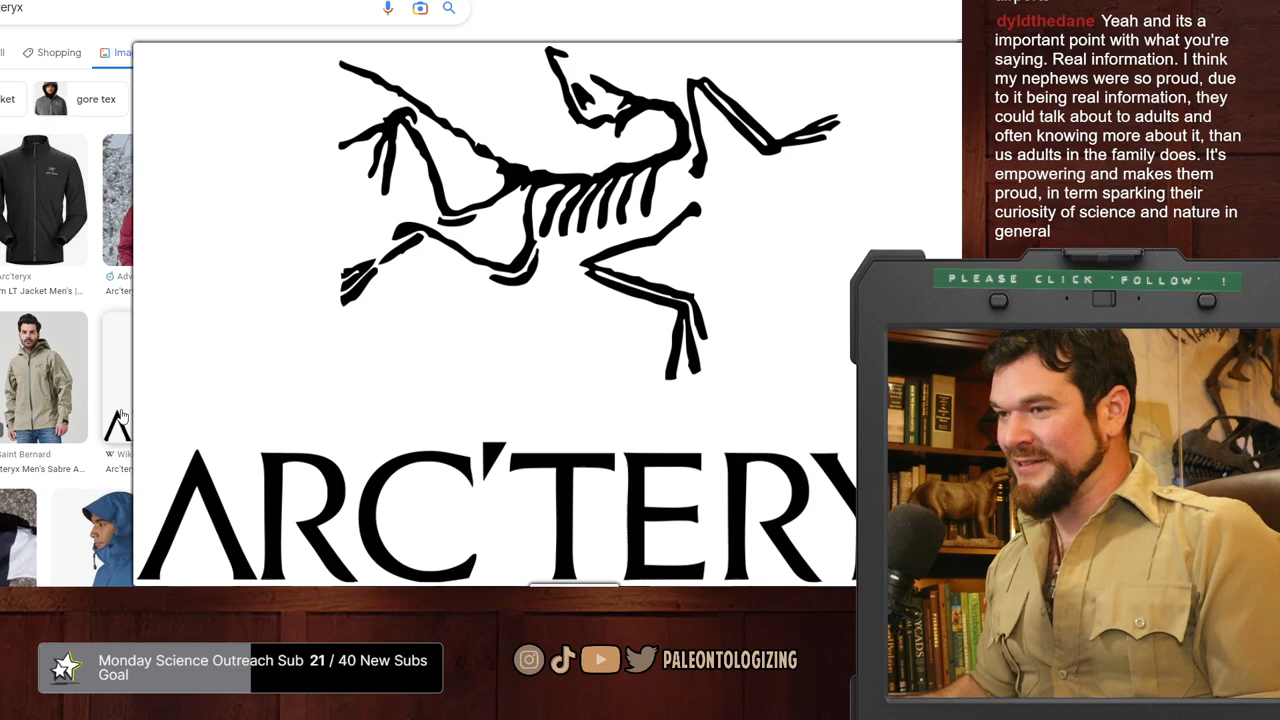 teryx
Shopping
gore tex
Arc'teryx
m LT Jacket Men's |...
Saint Bernard
teryx Men's Sabre A...
Adv
Arc'ter
W Wik
Arc'ter
ARC'TERY
dyldthedane Yeah and its a
important point with what you're
saying. Real information. I think
my nephews were so proud, due
to it being real information, they
could talk about to adults and
often knowing more about it, than
us adults in the family does. It's
empowering and makes them
proud, in term sparking their
curiosity of science and nature in
general
PLEASE CLICK 'FOLLOW' !
CYCADS
Monday Science Outreach Sub 21 / 40 New Subs
Goal
PALEONTOLOGIZING